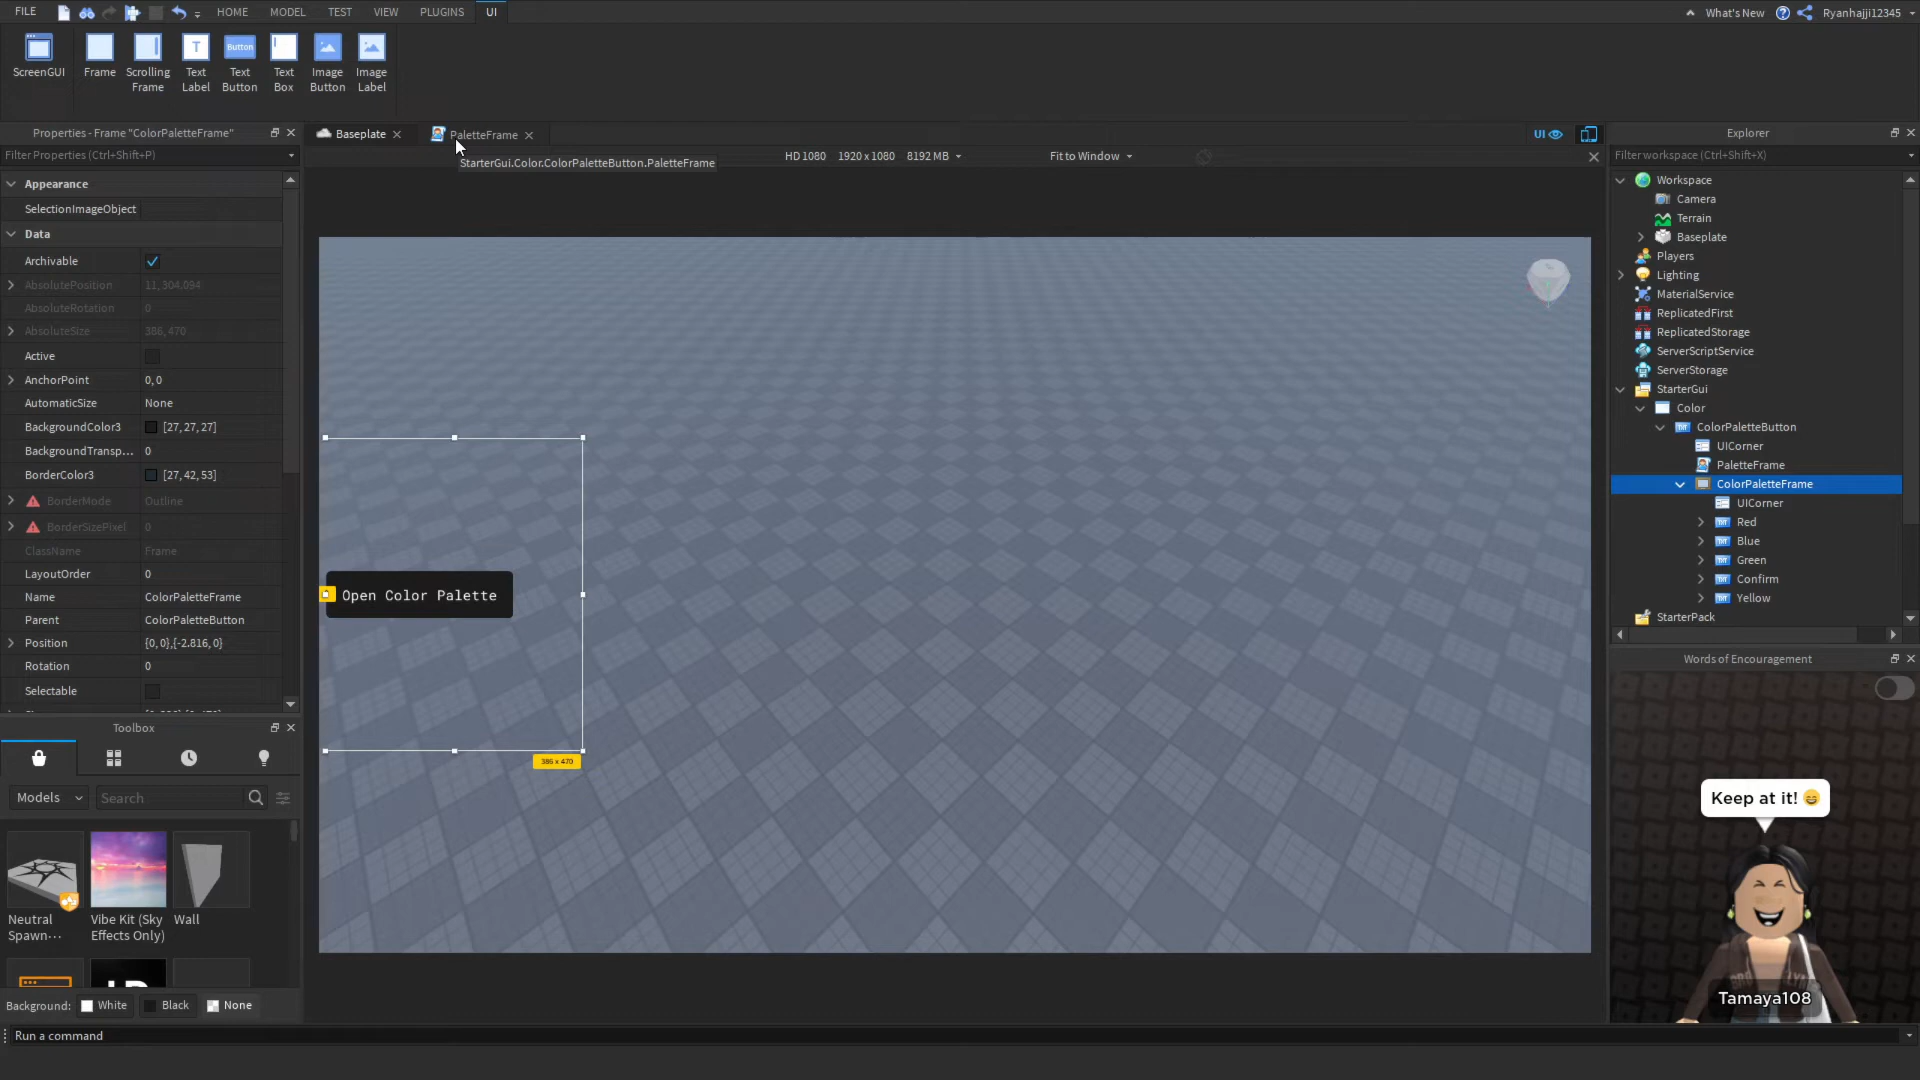 FILE
HOME
MODEL
TEST
VIEW
PLUGINS
UI
What's New
Ryanhajji12345
ScreenGUI
Frame
Scrolling Frame
Text Label
Text Button
Text Box
Image Button
Image Label
Button
T
Properties - Frame "ColorPaletteFrame"
Filter Properties (Ctrl+Shift+P)
Appearance
SelectionImageObject
Data
Archivable
AbsolutePosition 11, 304.094
AbsoluteRotation 0
AbsoluteSize 386, 470
Active
AnchorPoint 0, 0
AutomaticSize None
BackgroundColor3 [27, 27, 27]
BackgroundTransp... 0
BorderColor3 [27, 42, 53]
BorderMode Outline
BorderSizePixel 0
ClassName Frame
LayoutOrder 0
Name ColorPaletteFrame
Parent ColorPaletteButton
Position {0, 0},{-2.816, 0}
Rotation 0
Selectable
Toolbox
Models
Search
Neutral Spawn...
Vibe Kit (Sky Effects Only)
Wall
Background: White Black None
Run a command
Baseplate
PaletteFrame
StarterGui.Color.ColorPaletteButton.PaletteFrame
UI
HD 1080 1920 x 1080 8192 MB
Fit to Window
Open Color Palette
386 x 470
Explorer
Filter workspace (Ctrl+Shift+X)
Workspace
Camera
Terrain
Baseplate
Players
Lighting
MaterialService
ReplicatedFirst
ReplicatedStorage
ServerScriptService
ServerStorage
StarterGui
Color
ColorPaletteButton
UICorner
PaletteFrame
ColorPaletteFrame
UICorner
Red
Blue
Green
Confirm
Yellow
StarterPack
Words of Encouragement
Keep at it! 😄
Tamaya108